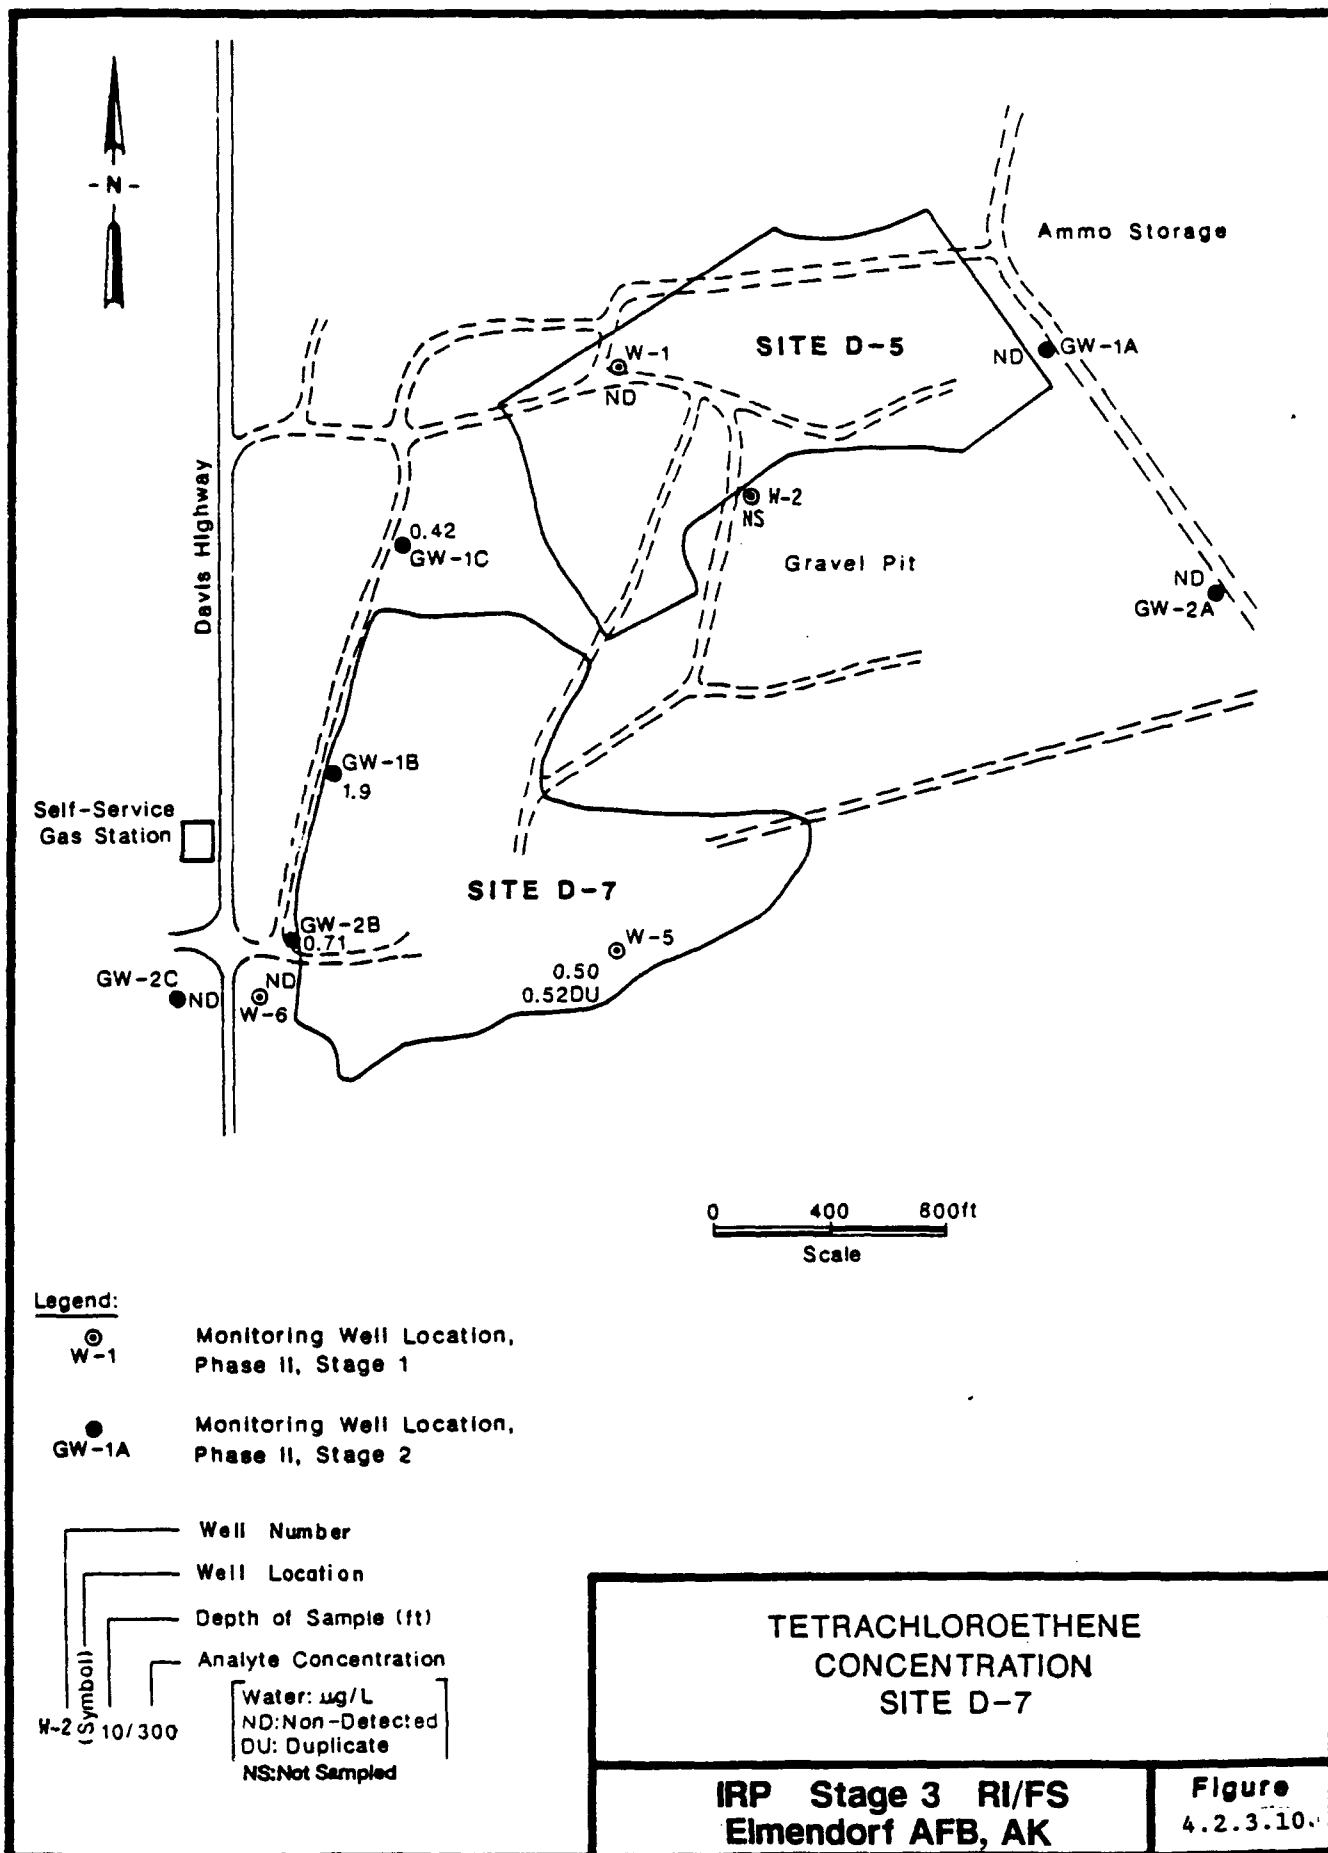 -N-
Ammo Storage
SITE D-5
W-1
ND
ND
GW-1A
W-2
NS
Davis Highway
0.42
GW-1C
Gravel Pit
ND
GW-2A
GW-1B
1.9
Self-Service
Gas Station
SITE D-7
GW-2B
0.71
W-5
0.50
0.52DU
GW-2C
ND
ND
W-6
0 400 800ft
Scale
Legend:
W-1
Monitoring Well Location,
Phase II, Stage 1
GW-1A
Monitoring Well Location,
Phase II, Stage 2
Well Number
Well Location
Depth of Sample (ft)
Analyte Concentration
Water: ug/L
ND:Non-Detected
DU: Duplicate
NS:Not Sampled
W-2 (Symbol) 10/300
TETRACHLOROETHENE
CONCENTRATION
SITE D-7
IRP Stage 3 RI/FS
Elmendorf AFB, AK
Figure
4.2.3.10.